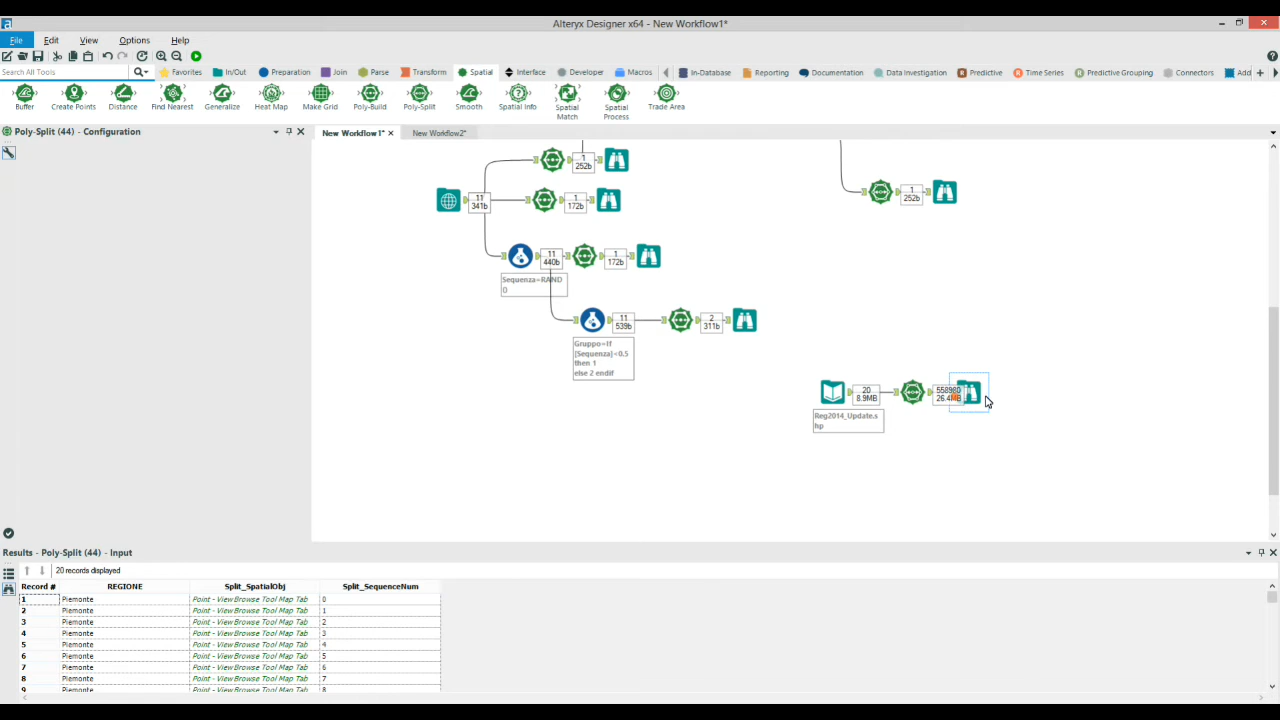 Alteryx Designer x64 - New Workflow1*
File Edit View Options Help
Search All Tools Favorites In/Out Preparation Join Parse Transform Spatial Interface Developer Macros In-Database Reporting Documentation Data Investigation Predictive Time Series Predictive Grouping Connectors Add
Buffer Create Points Distance Find Nearest Generalize Heat Map Make Grid Poly-Build Poly-Split Smooth Spatial Info Spatial Match Spatial Process Trade Area
Poly-Split (44) - Configuration
New Workflow1* New Workflow2*
1
252b
1
252b
11
341b
1
172b
11
440b
1
172b
Sequenza=RAND
()
11
539b
2
311b
Gruppo=If
[Sequenza]<0.5
then 1
else 2 endif
20
8.9MB
558980
26.4MB
Reg2014_Update.s
hp
Results - Poly-Split (44) - Input
20 records displayed
Record # REGIONE Split_SpatialObj Split_SequenceNum
1 Piemonte Point - View Browse Tool Map Tab 0
2 Piemonte Point - View Browse Tool Map Tab 1
3 Piemonte Point - View Browse Tool Map Tab 2
4 Piemonte Point - View Browse Tool Map Tab 3
5 Piemonte Point - View Browse Tool Map Tab 4
6 Piemonte Point - View Browse Tool Map Tab 5
7 Piemonte Point - View Browse Tool Map Tab 6
8 Piemonte Point - View Browse Tool Map Tab 7
9 Piemonte Point - View Browse Tool Map Tab 8